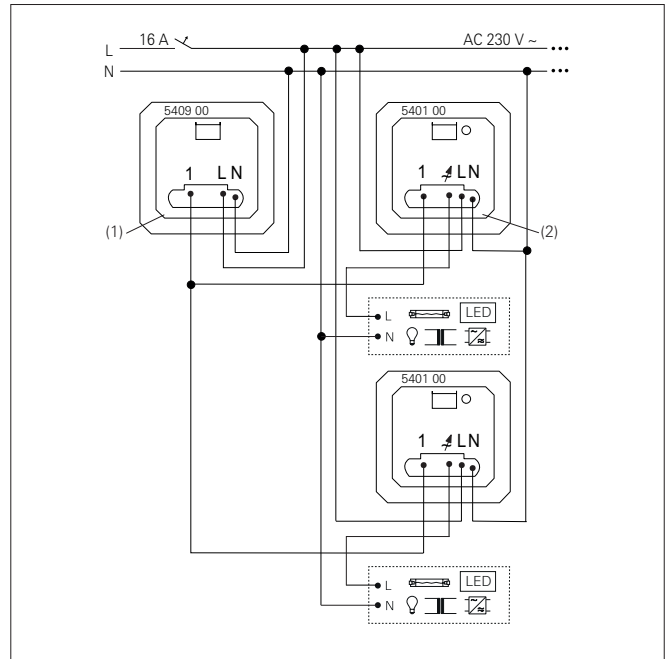 L 16 A AC 230 V ~ •••
N •••
5409 00
1 L N
(1)
5401 00
1 LN
(2)
L LED
N
5401 00
1 LN
L LED
N